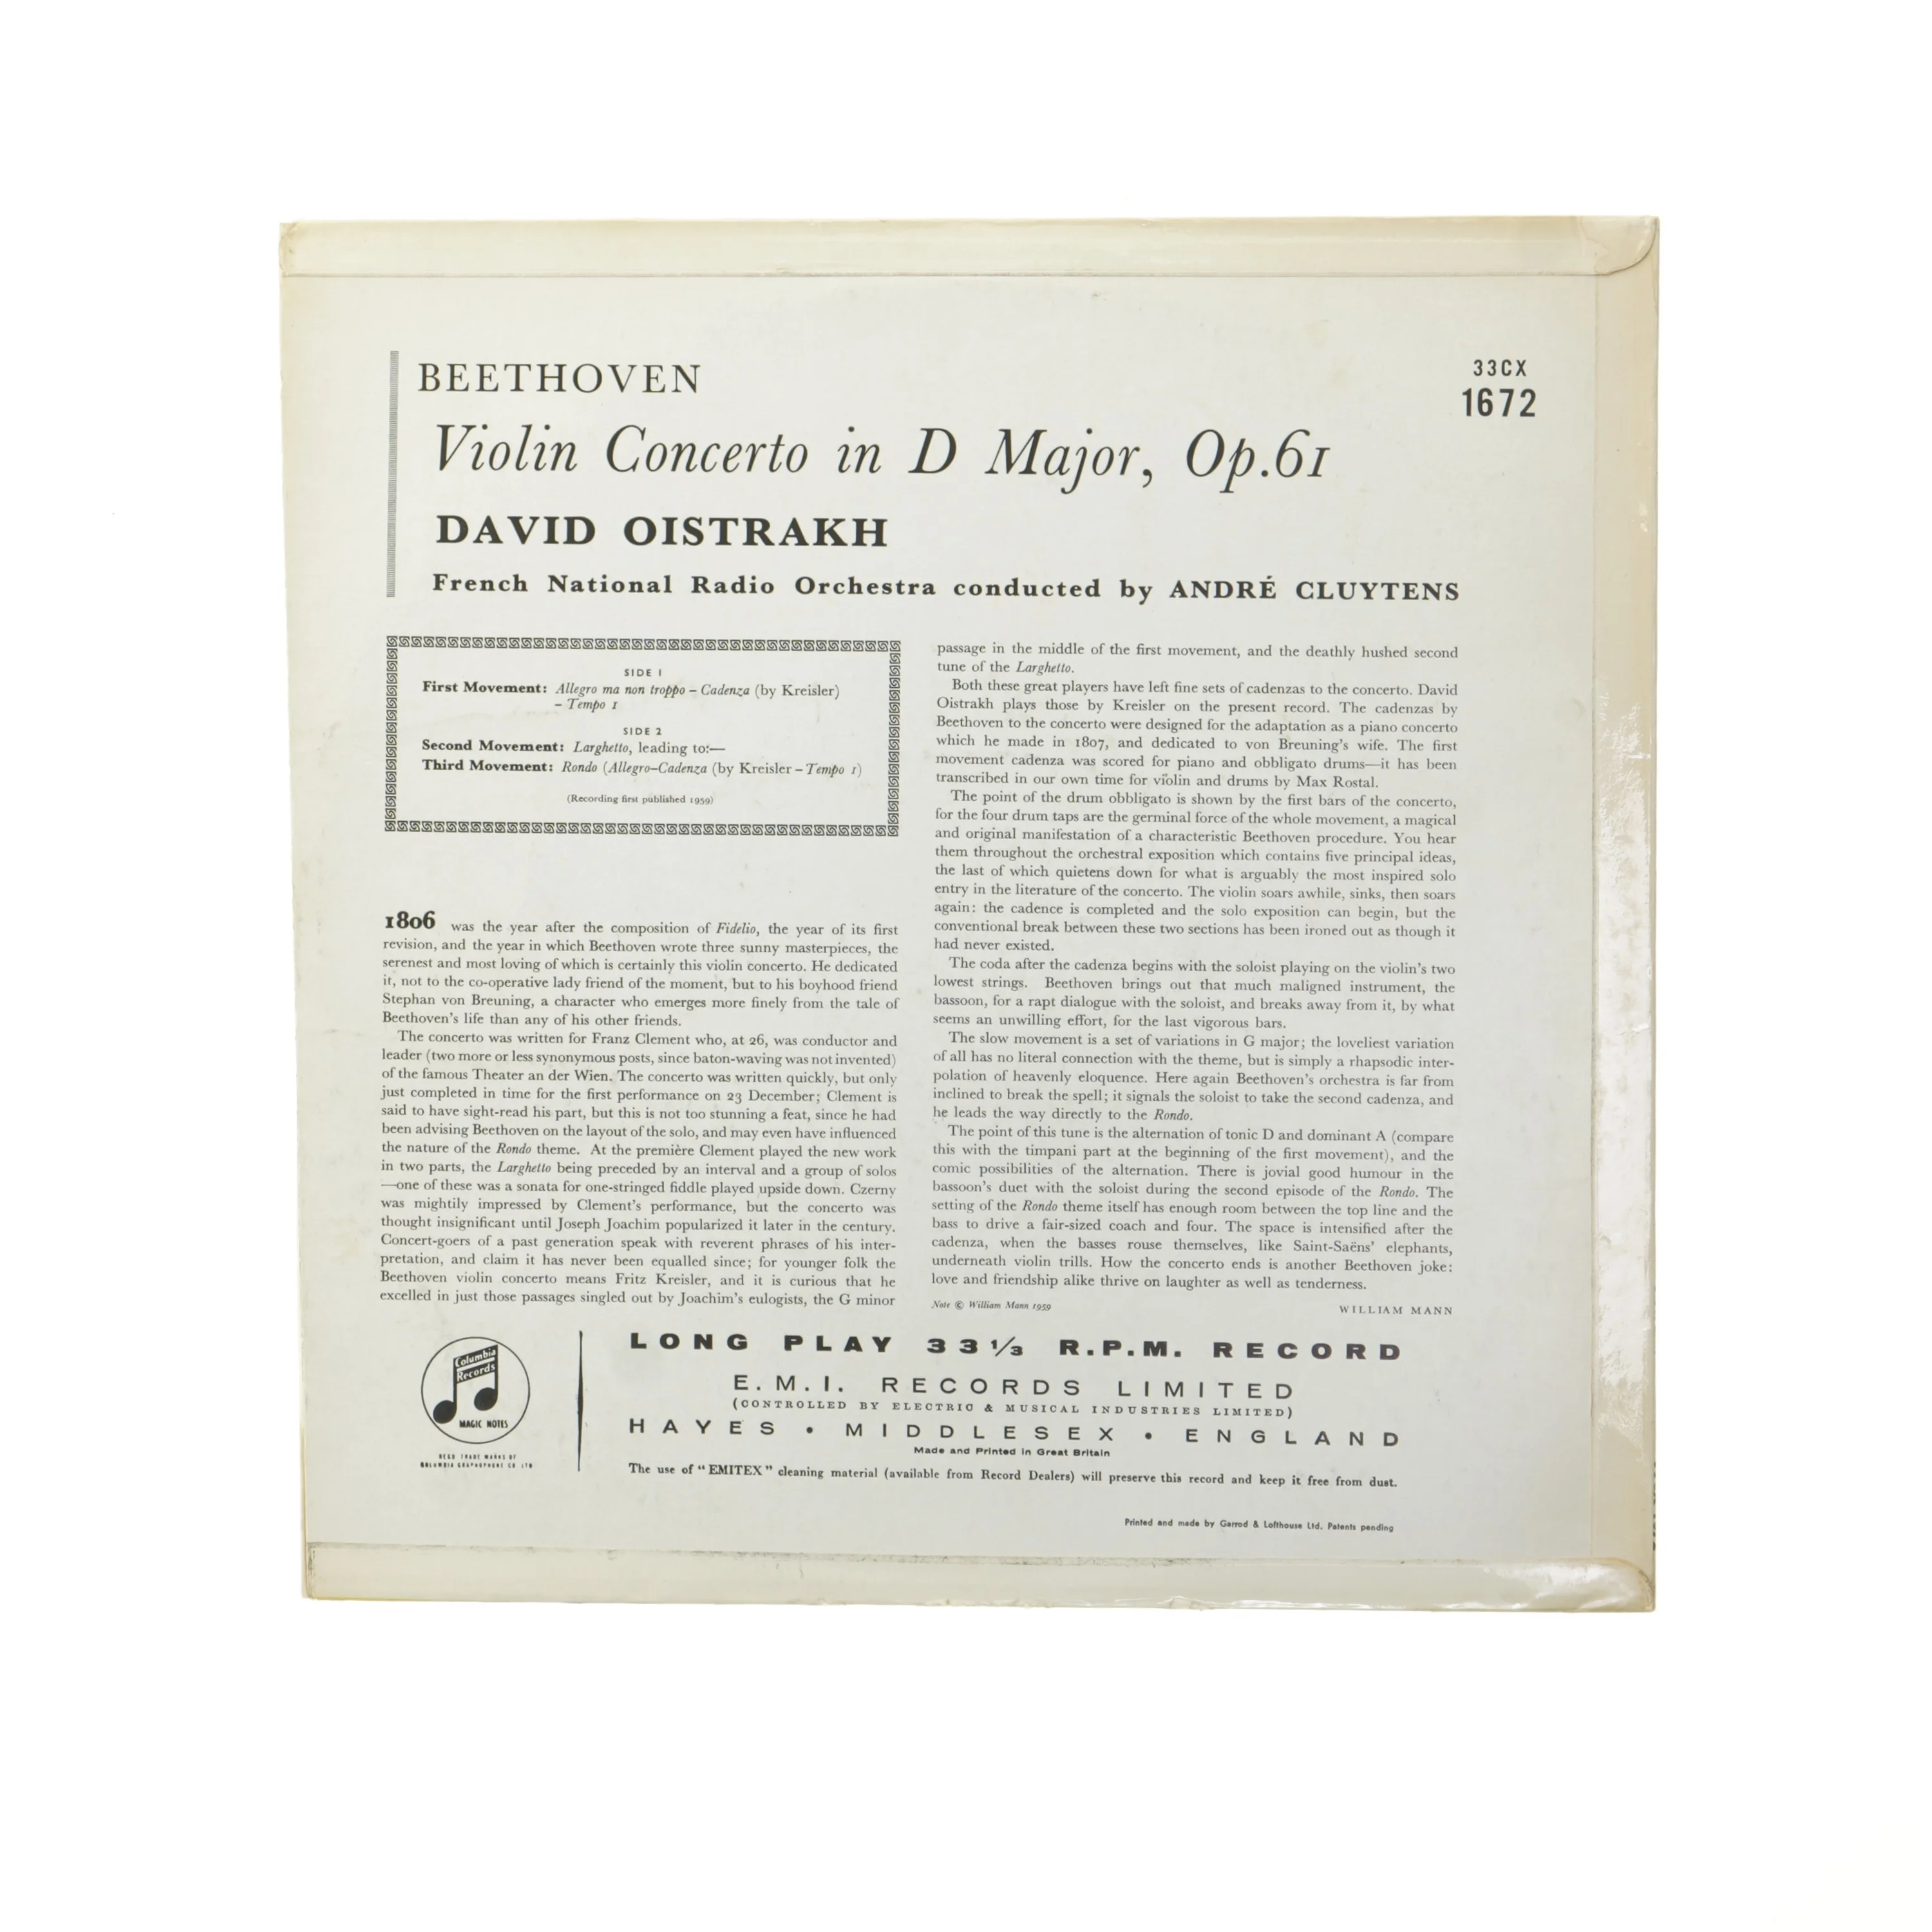 BEETHOVEN
33CX
1672
Violin Concerto in D Major, Op.61
DAVID OISTRAKH
French National Radio Orchestra conducted by ANDRÉ CLUYTENS
SIDE 1
First Movement: Allegro ma non troppo – Cadenza (by Kreisler)
– Tempo 1
SIDE 2
Second Movement: Larghetto, leading to:—
Third Movement: Rondo (Allegro–Cadenza (by Kreisler – Tempo 1)
(Recording first published 1959)
1806 was the year after the composition of Fidelio, the year of its first
revision, and the year in which Beethoven wrote three sunny masterpieces, the
serenest and most loving of which is certainly this violin concerto. He dedicated
it, not to the co-operative lady friend of the moment, but to his boyhood friend
Stephan von Breuning, a character who emerges more finely from the tale of
Beethoven's life than any of his other friends.
The concerto was written for Franz Clement who, at 26, was conductor and
leader (two more or less synonymous posts, since baton-waving was not invented)
of the famous Theater an der Wien. The concerto was written quickly, but only
just completed in time for the first performance on 23 December; Clement is
said to have sight-read his part, but this is not too stunning a feat, since he had
been advising Beethoven on the layout of the solo, and may even have influenced
the nature of the Rondo theme. At the première Clement played the new work
in two parts, the Larghetto being preceded by an interval and a group of solos
—one of these was a sonata for one-stringed fiddle played upside down. Czerny
was mightily impressed by Clement's performance, but the concerto was
thought insignificant until Joseph Joachim popularized it later in the century.
Concert-goers of a past generation speak with reverent phrases of his inter-
pretation, and claim it has never been equalled since; for younger folk the
Beethoven violin concerto means Fritz Kreisler, and it is curious that he
excelled in just those passages singled out by Joachim's eulogists, the G minor
passage in the middle of the first movement, and the deathly hushed second
tune of the Larghetto.
Both these great players have left fine sets of cadenzas to the concerto. David
Oistrakh plays those by Kreisler on the present record. The cadenzas by
Beethoven to the concerto were designed for the adaptation as a piano concerto
which he made in 1807, and dedicated to von Breuning's wife. The first
movement cadenza was scored for piano and obbligato drums—it has been
transcribed in our own time for violin and drums by Max Rostal.
The point of the drum obbligato is shown by the first bars of the concerto,
for the four drum taps are the germinal force of the whole movement, a magical
and original manifestation of a characteristic Beethoven procedure. You hear
them throughout the orchestral exposition which contains five principal ideas,
the last of which quietens down for what is arguably the most inspired solo
entry in the literature of the concerto. The violin soars awhile, sinks, then soars
again: the cadence is completed and the solo exposition can begin, but the
conventional break between these two sections has been ironed out as though it
had never existed.
The coda after the cadenza begins with the soloist playing on the violin's two
lowest strings. Beethoven brings out that much maligned instrument, the
bassoon, for a rapt dialogue with the soloist, and breaks away from it, by what
seems an unwilling effort, for the last vigorous bars.
The slow movement is a set of variations in G major; the loveliest variation
of all has no literal connection with the theme, but is simply a rhapsodic inter-
polation of heavenly eloquence. Here again Beethoven's orchestra is far from
inclined to break the spell; it signals the soloist to take the second cadenza, and
he leads the way directly to the Rondo.
The point of this tune is the alternation of tonic D and dominant A (compare
this with the timpani part at the beginning of the first movement), and the
comic possibilities of the alternation. There is jovial good humour in the
bassoon's duet with the soloist during the second episode of the Rondo. The
setting of the Rondo theme itself has enough room between the top line and the
bass to drive a fair-sized coach and four. The space is intensified after the
cadenza, when the basses rouse themselves, like Saint-Saëns' elephants,
underneath violin trills. How the concerto ends is another Beethoven joke:
love and friendship alike thrive on laughter as well as tenderness.
Note © William Mann 1959
WILLIAM MANN
Columbia
Records
MAGIC NOTES
REGD TRADE MARKS OF
COLUMBIA GRAPHOPHONE CO LTD
LONG PLAY 33 1/3 R.P.M. RECORD
E.M.I. RECORDS LIMITED
(CONTROLLED BY ELECTRIC & MUSICAL INDUSTRIES LIMITED)
HAYES • MIDDLESEX • ENGLAND
Made and Printed in Great Britain
The use of "EMITEX" cleaning material (available from Record Dealers) will preserve this record and keep it free from dust.
Printed and made by Garrod & Lofthouse Ltd. Patents pending